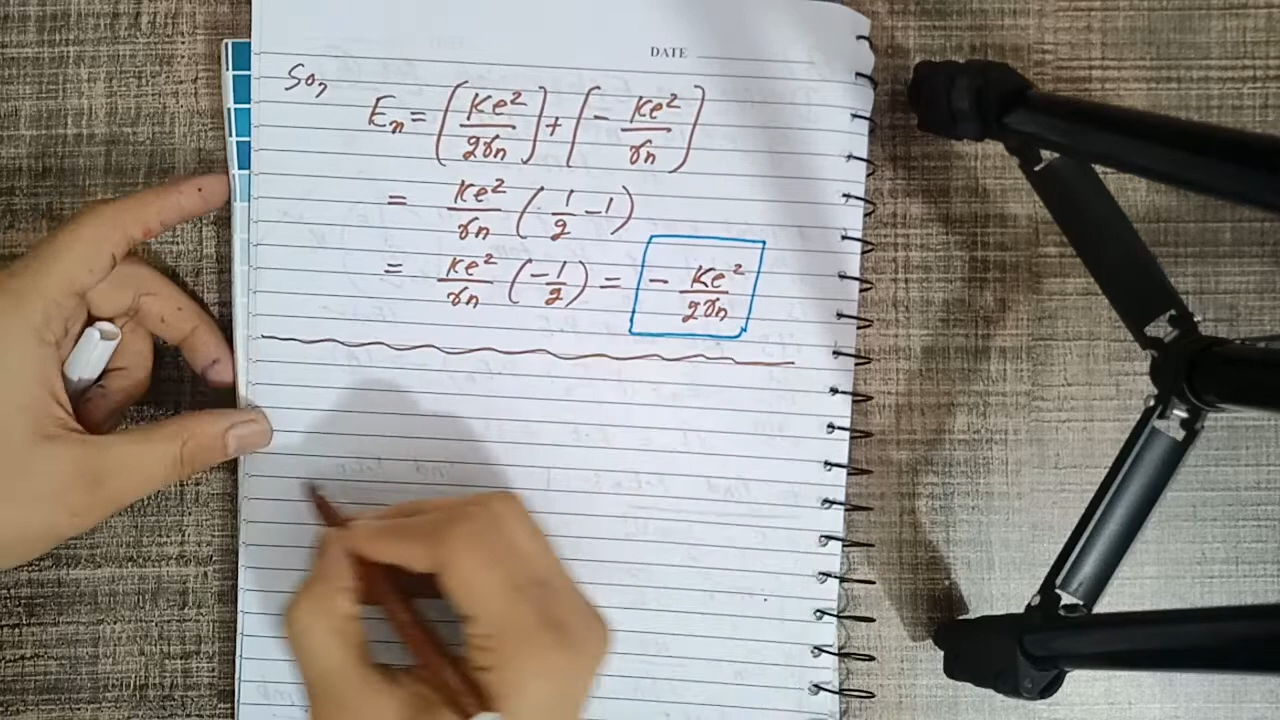 DATE
So,
En = (Ke²/2rn) + (- Ke²/rn)
= Ke²/rn (1/2 - 1)
= Ke²/rn (-1/2) = - Ke²/2rn